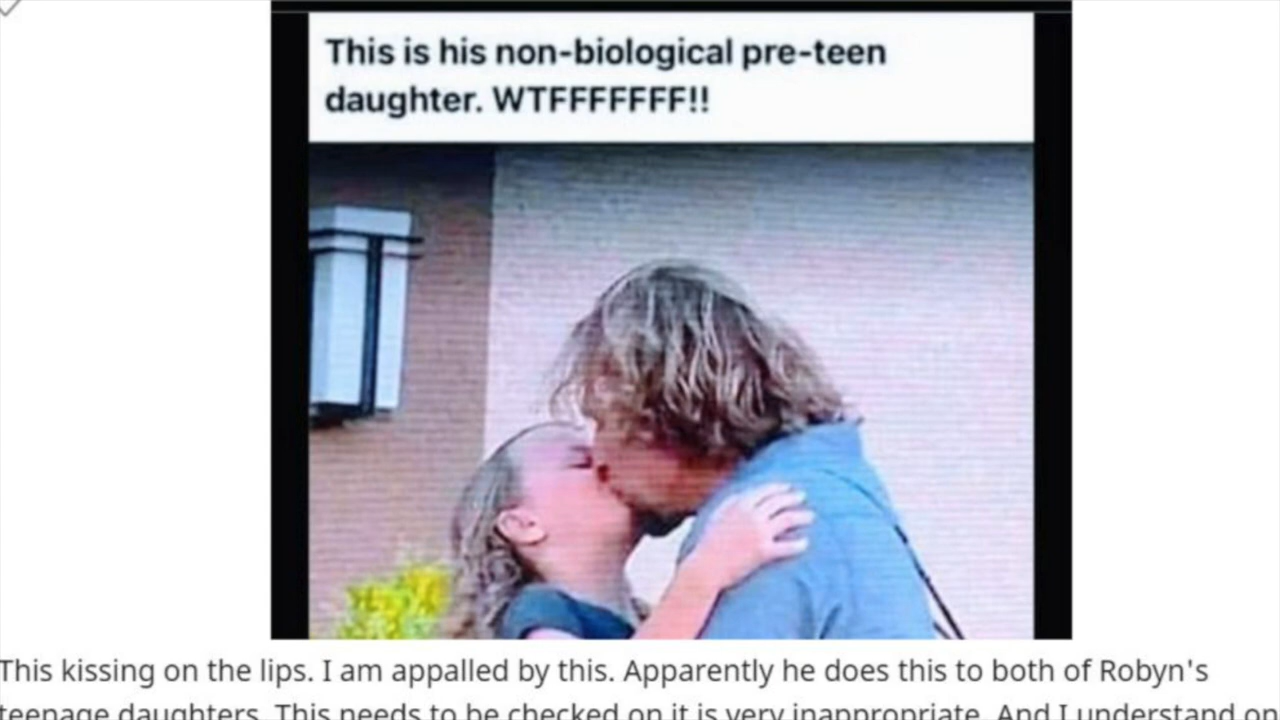 This is his non-biological pre-teen
daughter. WTFFFFFFF!!
This kissing on the lips. I am appalled by this. Apparently he does this to both of Robyn's
teenage daughters. This needs to be checked on it is very inappropriate. And I understand on